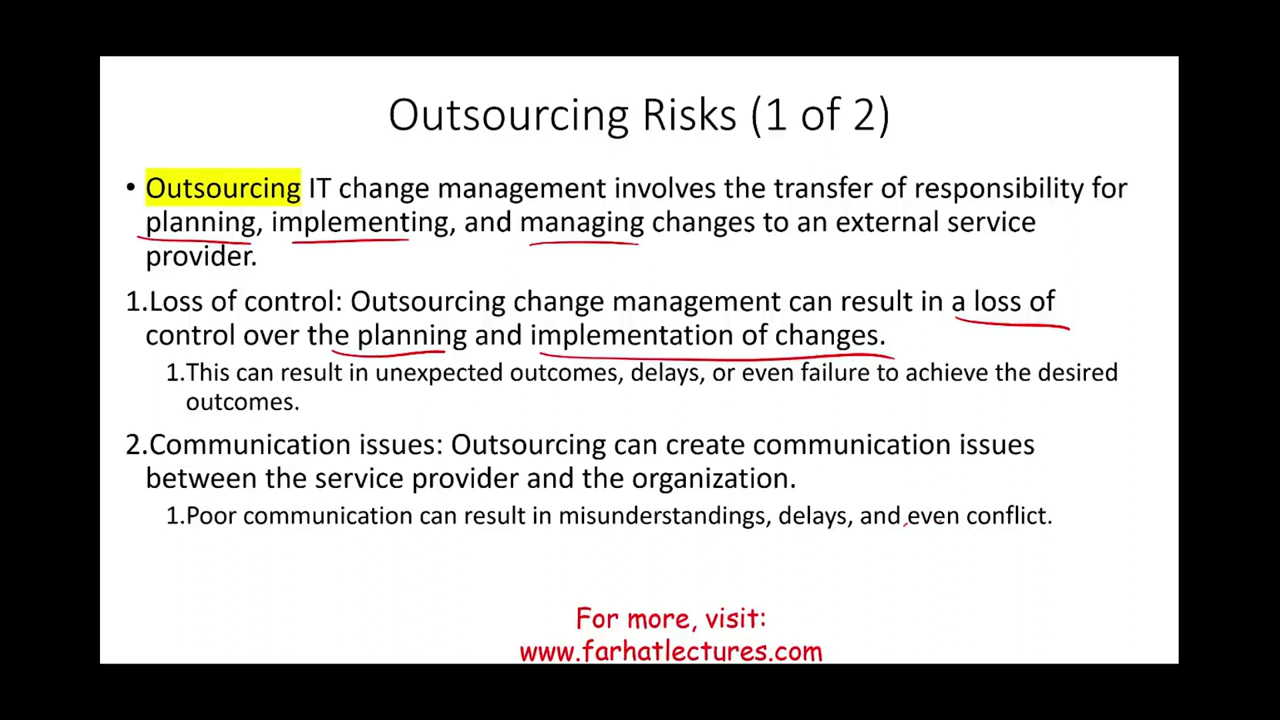 Outsourcing Risks (1 of 2)
• Outsourcing IT change management involves the transfer of responsibility for
planning, implementing, and managing changes to an external service
provider.
1.Loss of control: Outsourcing change management can result in a loss of
control over the planning and implementation of changes.
1.This can result in unexpected outcomes, delays, or even failure to achieve the desired
outcomes.
2.Communication issues: Outsourcing can create communication issues
between the service provider and the organization.
1.Poor communication can result in misunderstandings, delays, and even conflict.
For more, visit:
www.farhatlectures.com